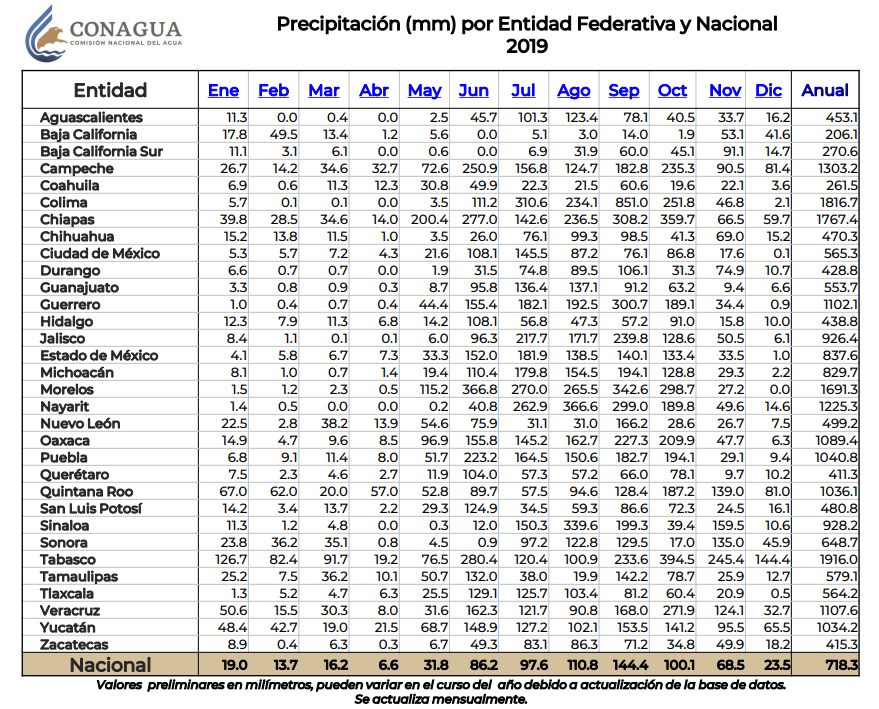 CONAGUA
COMISIÓN NACIONAL DEL AGUA
Precipitación (mm) por Entidad Federativa y Nacional
2019
Entidad Ene Feb Mar Abr May Jun Jul Ago Sep Oct Nov Dic Anual
Aguascalientes 11.3 0.0 0.4 0.0 2.5 45.7 101.3 123.4 78.1 40.5 33.7 16.2 453.1
Baja California 17.8 49.5 13.4 1.2 5.6 0.0 5.1 3.0 14.0 1.9 53.1 41.6 206.1
Baja California Sur 11.1 3.1 6.1 0.0 0.6 0.0 6.9 31.9 60.0 45.1 91.1 14.7 270.6
Campeche 26.7 14.2 34.6 32.7 72.6 250.9 156.8 124.7 182.8 235.3 90.5 81.4 1303.2
Coahuila 6.9 0.6 11.3 12.3 30.8 49.9 22.3 21.5 60.6 19.6 22.1 3.6 261.5
Colima 5.7 0.1 0.1 0.0 3.5 111.2 310.6 234.1 851.0 251.8 46.8 2.1 1816.7
Chiapas 39.8 28.5 34.6 14.0 200.4 277.0 142.6 236.5 308.2 359.7 66.5 59.7 1767.4
Chihuahua 15.2 13.8 11.5 1.0 3.5 26.0 76.1 99.3 98.5 41.3 69.0 15.2 470.3
Ciudad de México 5.3 5.7 7.2 4.3 21.6 108.1 145.5 87.2 76.1 86.8 17.6 0.1 565.3
Durango 6.6 0.7 0.7 0.0 1.9 31.5 74.8 89.5 106.1 31.3 74.9 10.7 428.8
Guanajuato 3.3 0.8 0.9 0.3 8.7 95.8 136.4 137.1 91.2 63.2 9.4 6.6 553.7
Guerrero 1.0 0.4 0.7 0.4 44.4 155.4 182.1 192.5 300.7 189.1 34.4 0.9 1102.1
Hidalgo 12.3 7.9 11.3 6.8 14.2 108.1 56.8 47.3 57.2 91.0 15.8 10.0 438.8
Jalisco 8.4 1.1 0.1 0.1 6.0 96.3 217.7 171.7 239.8 128.6 50.5 6.1 926.4
Estado de México 4.1 5.8 6.7 7.3 33.3 152.0 181.9 138.5 140.1 133.4 33.5 1.0 837.6
Michoacán 8.1 1.0 0.7 1.4 19.4 110.4 179.8 154.5 194.1 128.8 29.3 2.2 829.7
Morelos 1.5 1.2 2.3 0.5 115.2 366.8 270.0 265.5 342.6 298.7 27.2 0.0 1691.3
Nayarit 1.4 0.5 0.0 0.0 0.2 40.8 262.9 366.6 299.0 189.8 49.6 14.6 1225.3
Nuevo León 22.5 2.8 38.2 13.9 54.6 75.9 31.1 31.0 166.2 28.6 26.7 7.5 499.2
Oaxaca 14.9 4.7 9.6 8.5 96.9 155.8 145.2 162.7 227.3 209.9 47.7 6.3 1089.4
Puebla 6.8 9.1 11.4 8.0 51.7 223.2 164.5 150.6 182.7 194.1 29.1 9.4 1040.8
Querétaro 7.5 2.3 4.6 2.7 11.9 104.0 57.3 57.2 66.0 78.1 9.7 10.2 411.3
Quintana Roo 67.0 62.0 20.0 57.0 52.8 89.7 57.5 94.6 128.4 187.2 139.0 81.0 1036.1
San Luis Potosí 14.2 3.4 13.7 2.2 29.3 124.9 34.5 59.3 86.6 72.3 24.5 16.1 480.8
Sinaloa 11.3 1.2 4.8 0.0 0.3 12.0 150.3 339.6 199.3 39.4 159.5 10.6 928.2
Sonora 23.8 36.2 35.1 0.8 4.5 0.9 97.2 122.8 129.5 17.0 135.0 45.9 648.7
Tabasco 126.7 82.4 91.7 19.2 76.5 280.4 120.4 100.9 233.6 394.5 245.4 144.4 1916.0
Tamaulipas 25.2 7.5 36.2 10.1 50.7 132.0 38.0 19.9 142.2 78.7 25.9 12.7 579.1
Tlaxcala 1.3 5.2 4.7 6.3 25.5 129.1 125.7 103.4 81.2 60.4 20.9 0.5 564.2
Veracruz 50.6 15.5 30.3 8.0 31.6 162.3 121.7 90.8 168.0 271.9 124.1 32.7 1107.6
Yucatán 48.4 42.7 19.0 21.5 68.7 148.9 127.2 102.1 153.5 141.2 95.5 65.5 1034.2
Zacatecas 8.9 0.4 6.3 0.3 6.7 49.3 83.1 86.3 71.2 34.8 49.9 18.2 415.3
Nacional 19.0 13.7 16.2 6.6 31.8 86.2 97.6 110.8 144.4 100.1 68.5 23.5 718.3
Valores preliminares en milímetros, pueden variar en el curso del año debido a actualización de la base de datos.
Se actualiza mensualmente.